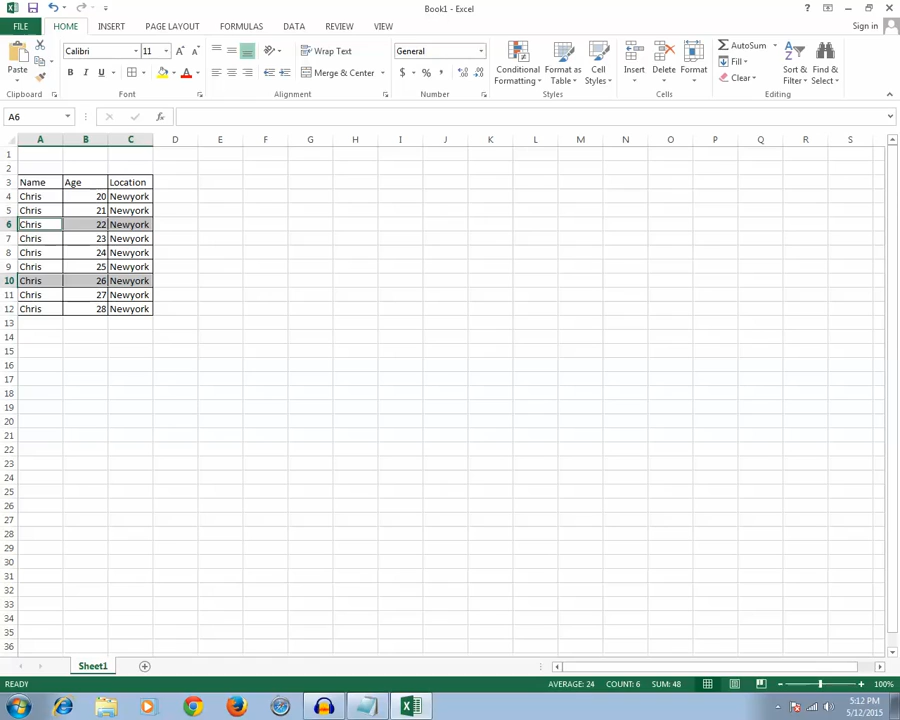 Book1 - Excel
FILE HOME INSERT PAGE LAYOUT FORMULAS DATA REVIEW VIEW Sign in
Calibri 11 Wrap Text General AutoSum
Paste B I U Merge & Center $ % , Conditional Formatting Format as Table Cell Styles Insert Delete Format Fill Clear Sort & Filter Find & Select
Clipboard Font Alignment Number Styles Cells Editing
A6 fx
A B C D E F G H I J K L M N O P Q R S
1
2
3 Name Age Location
4 Chris 20 Newyork
5 Chris 21 Newyork
6 Chris 22 Newyork
7 Chris 23 Newyork
8 Chris 24 Newyork
9 Chris 25 Newyork
10 Chris 26 Newyork
11 Chris 27 Newyork
12 Chris 28 Newyork
13
14
15
16
17
18
19
20
21
22
23
24
25
26
27
28
29
30
31
32
33
34
35
36
Sheet1
READY AVERAGE: 24 COUNT: 6 SUM: 48 100%
5:12 PM
5/12/2015